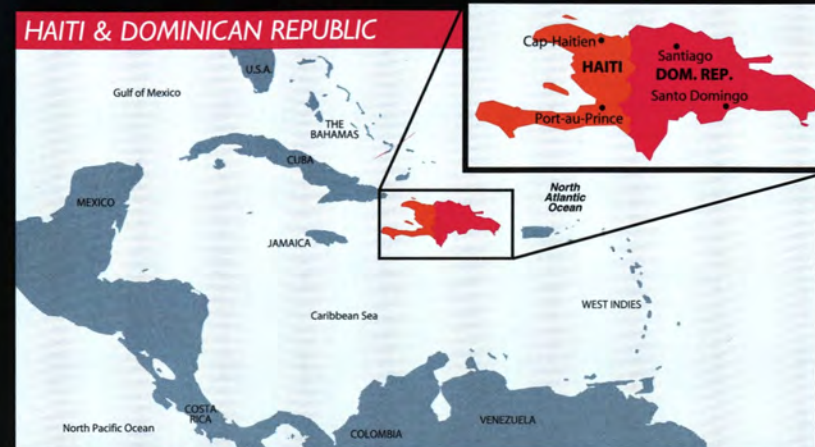 HAITI & DOMINICAN REPUBLIC
U.S.A.
Gulf of Mexico
THE
BAHAMAS
CUBA
MEXICO
JAMAICA
North
Atlantic
Ocean
WEST INDIES
Caribbean Sea
COSTA
RICA
North Pacific Ocean
COLOMBIA
VENEZUELA
Cap-Haitien
Santiago
HAITI
DOM. REP.
Santo Domingo
Port-au-Prince